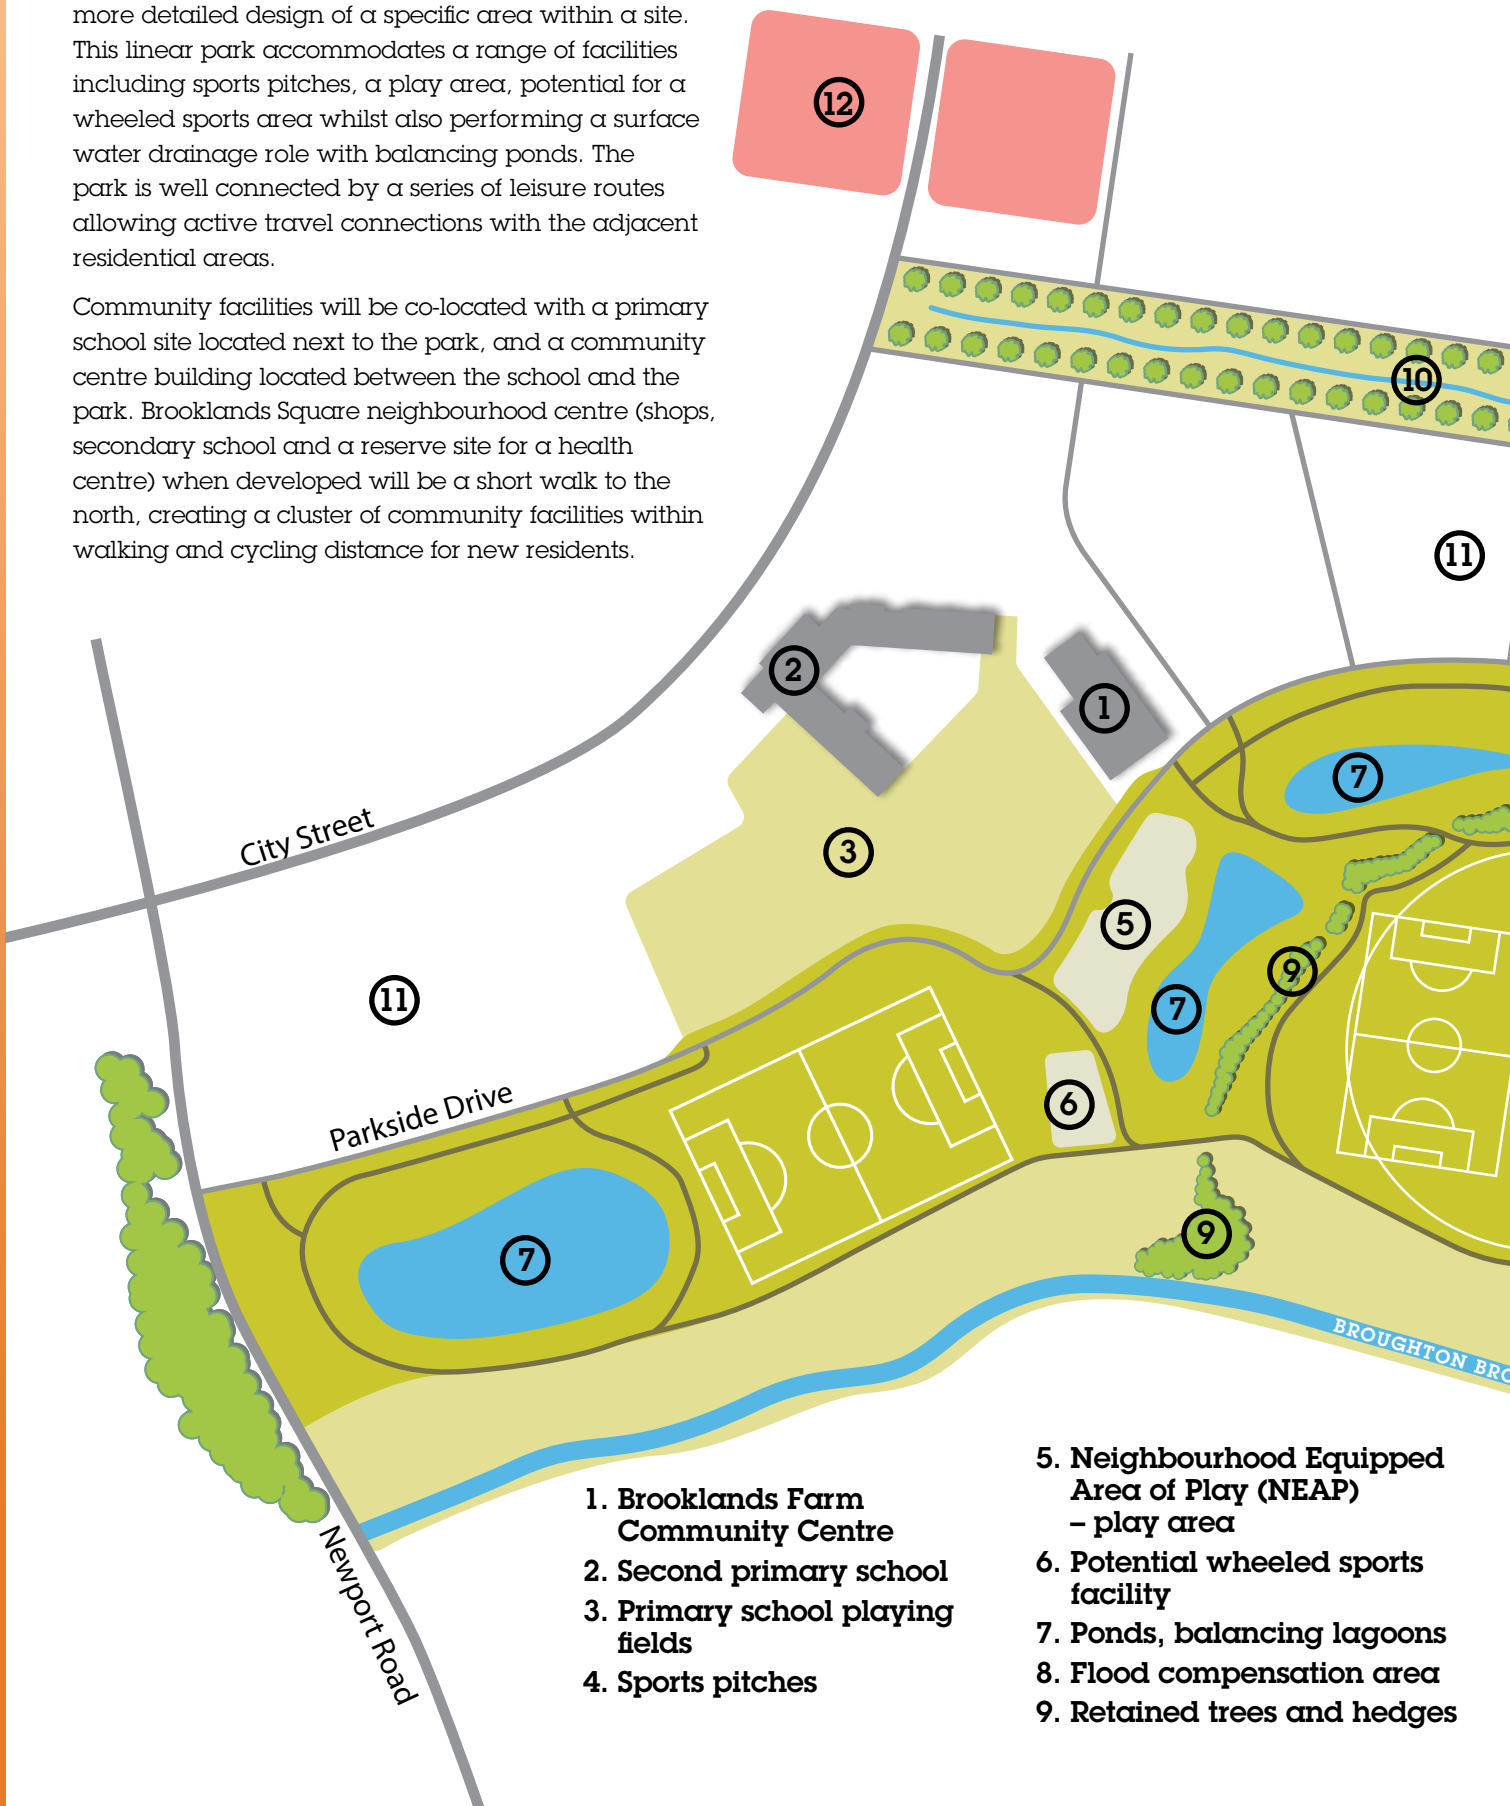 more detailed design of a specific area within a site.
This linear park accommodates a range of facilities
including sports pitches, a play area, potential for a
wheeled sports area whilst also performing a surface
water drainage role with balancing ponds. The
park is well connected by a series of leisure routes
allowing active travel connections with the adjacent
residential areas.
Community facilities will be co-located with a primary
school site located next to the park, and a community
centre building located between the school and the
park. Brooklands Square neighbourhood centre (shops,
secondary school and a reserve site for a health
centre) when developed will be a short walk to the
north, creating a cluster of community facilities within
walking and cycling distance for new residents.
12
10
11
2
1
7
City Street
3
5
9
11
7
6
Parkside Drive
9
7
BROUGHTON BRO
Newport Road
1. Brooklands Farm
Community Centre
2. Second primary school
3. Primary school playing
fields
4. Sports pitches
5. Neighbourhood Equipped
Area of Play (NEAP)
– play area
6. Potential wheeled sports
facility
7. Ponds, balancing lagoons
8. Flood compensation area
9. Retained trees and hedges